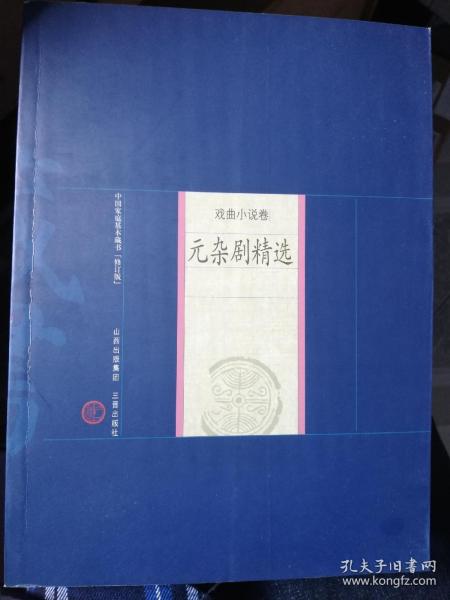 戏曲小说卷
元杂剧精选
中国家庭基本藏书「修订版」
山西出版集团 三晋出版社
孔夫子旧书网
www.kongfz.com